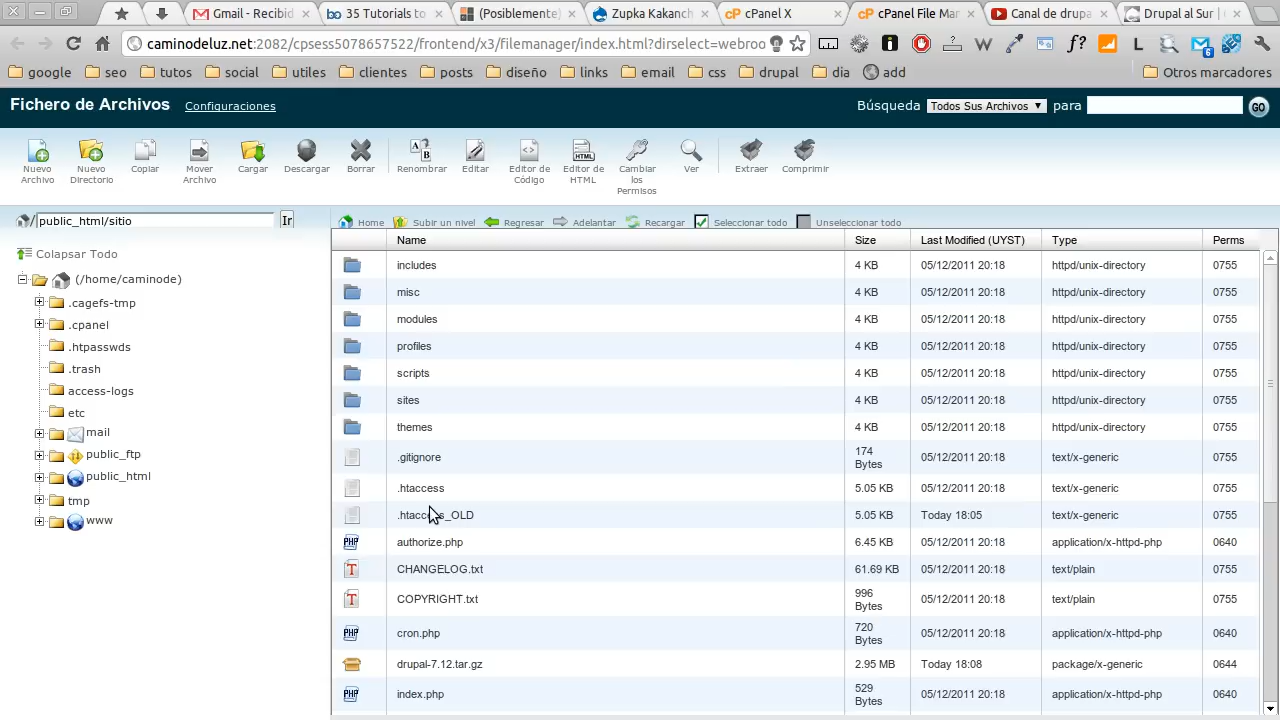 Gmail - Recibid
35 Tutorials to
(Posiblemente)
Zupka Kakanch
cPanel X
cPanel File Mar
Canal de drupa
Drupal al Sur | C
caminodeluz.net:2082/cpsess5078657522/frontend/x3/filemanager/index.html?dirselect=webroo
google
seo
tutos
social
utiles
clientes
posts
diseño
links
email
css
drupal
dia
add
Otros marcadores
Fichero de Archivos
Configuraciones
Búsqueda
Todos Sus Archivos
para
GO
Nuevo Archivo
Nuevo Directorio
Copiar
Mover Archivo
Cargar
Descargar
Borrar
Renombrar
Editar
Editor de Código
Editor de HTML
Cambiar los Permisos
Ver
Extraer
Comprimir
/ public_html/sitio
Ir
Home
Subir un nivel
Regresar
Adelantar
Recargar
Seleccionar todo
Unseleccionar todo
Colapsar Todo
(/home/caminode)
.cagefs-tmp
.cpanel
.htpasswds
.trash
access-logs
etc
mail
public_ftp
public_html
tmp
www
Name Size Last Modified (UYST) Type Perms
includes 4 KB 05/12/2011 20:18 httpd/unix-directory 0755
misc 4 KB 05/12/2011 20:18 httpd/unix-directory 0755
modules 4 KB 05/12/2011 20:18 httpd/unix-directory 0755
profiles 4 KB 05/12/2011 20:18 httpd/unix-directory 0755
scripts 4 KB 05/12/2011 20:18 httpd/unix-directory 0755
sites 4 KB 05/12/2011 20:18 httpd/unix-directory 0755
themes 4 KB 05/12/2011 20:18 httpd/unix-directory 0755
.gitignore 174 Bytes 05/12/2011 20:18 text/x-generic 0755
.htaccess 5.05 KB 05/12/2011 20:18 text/x-generic 0755
.htaccess_OLD 5.05 KB Today 18:05 text/x-generic 0755
authorize.php 6.45 KB 05/12/2011 20:18 application/x-httpd-php 0640
CHANGELOG.txt 61.69 KB 05/12/2011 20:18 text/plain 0755
COPYRIGHT.txt 996 Bytes 05/12/2011 20:18 text/plain 0755
cron.php 720 Bytes 05/12/2011 20:18 application/x-httpd-php 0640
drupal-7.12.tar.gz 2.95 MB Today 18:08 package/x-generic 0644
index.php 529 Bytes 05/12/2011 20:18 application/x-httpd-php 0640